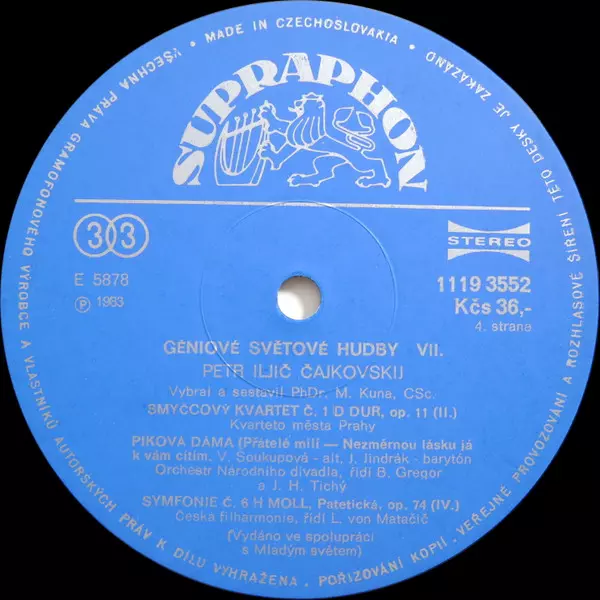 VŠECHNA PRÁVA GRAMOFONOVÉHO VÝROBCE A VLASTNÍKŮ AUTORSKÝCH PRÁV K DÍLU VYHRAŽENA. POŘIZOVÁNÍ KOPIÍ, VEŘEJNÉ PROVOZOVÁNÍ A ROZHLASOVÉ ŠÍŘENÍ TÉTO DESKY JE ZAKÁZÁNO • MADE IN CZECHOSLOVAKIA •
SUPRAPHON
33
E 5878
Ⓟ 1983
STEREO
1119 3552
Kčs 36,-
4. strana
GÉNIOVÉ SVĚTOVÉ HUDBY VII.
PETR ILJIČ ČAJKOVSKIJ
Vybral a sestavil PhDr. M. Kuna, CSc.
SMYČCOVÝ KVARTET Č. 1 D DUR, op. 11 (II.)
Kvarteto města Prahy
PIKOVÁ DÁMA (Přátelé milí — Nezměrnou lásku já
k vám cítím. V. Soukupová - alt, J. Jindrák - barytón
Orchestr Národního divadla, řídí B. Gregor
a J. H. Tichý
SYMFONIE Č. 6 H MOLL, Patetická, op. 74 (IV.)
Česká filharmonie, řídí L. von Matačič
(Vydáno ve spolupráci
s Mladým světem)